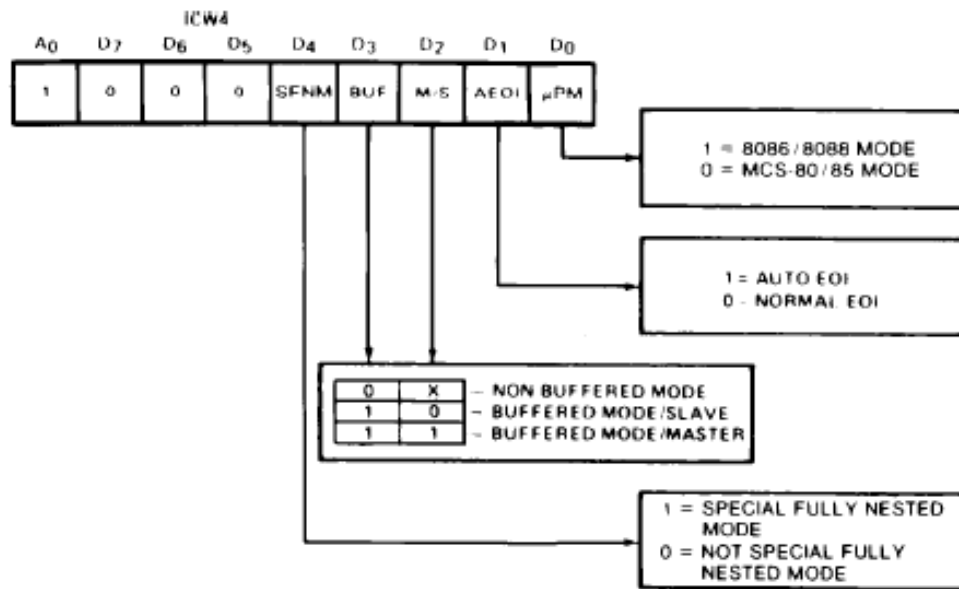 ICW4
A0 D7 D6 D5 D4 D3 D2 D1 D0
1 0 0 0 SFNM BUF M/S AEOI μPM
1 = 8086/8088 MODE
0 = MCS-80/85 MODE
1 = AUTO EOI
0 - NORMAL EOI
0 X - NON BUFFERED MODE
1 0 - BUFFERED MODE/SLAVE
1 1 - BUFFERED MODE/MASTER
1 = SPECIAL FULLY NESTED
MODE
0 = NOT SPECIAL FULLY
NESTED MODE